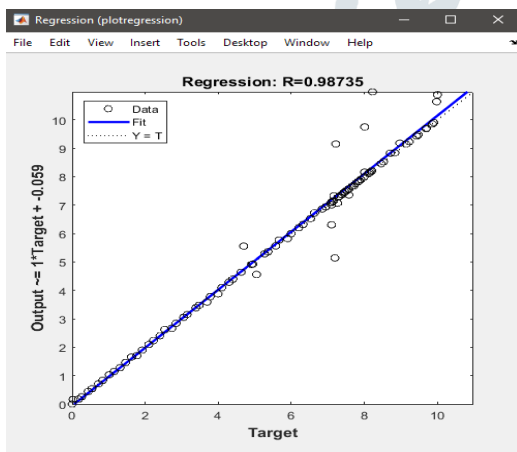 Regression (plotregression)
File Edit View Insert Tools Desktop Window Help
Regression: R=0.98735
Data
Fit
Y = T
Output ~= 1*Target + -0.059
10
9
8
7
6
5
4
3
2
1
0
0 2 4 6 8 10
Target